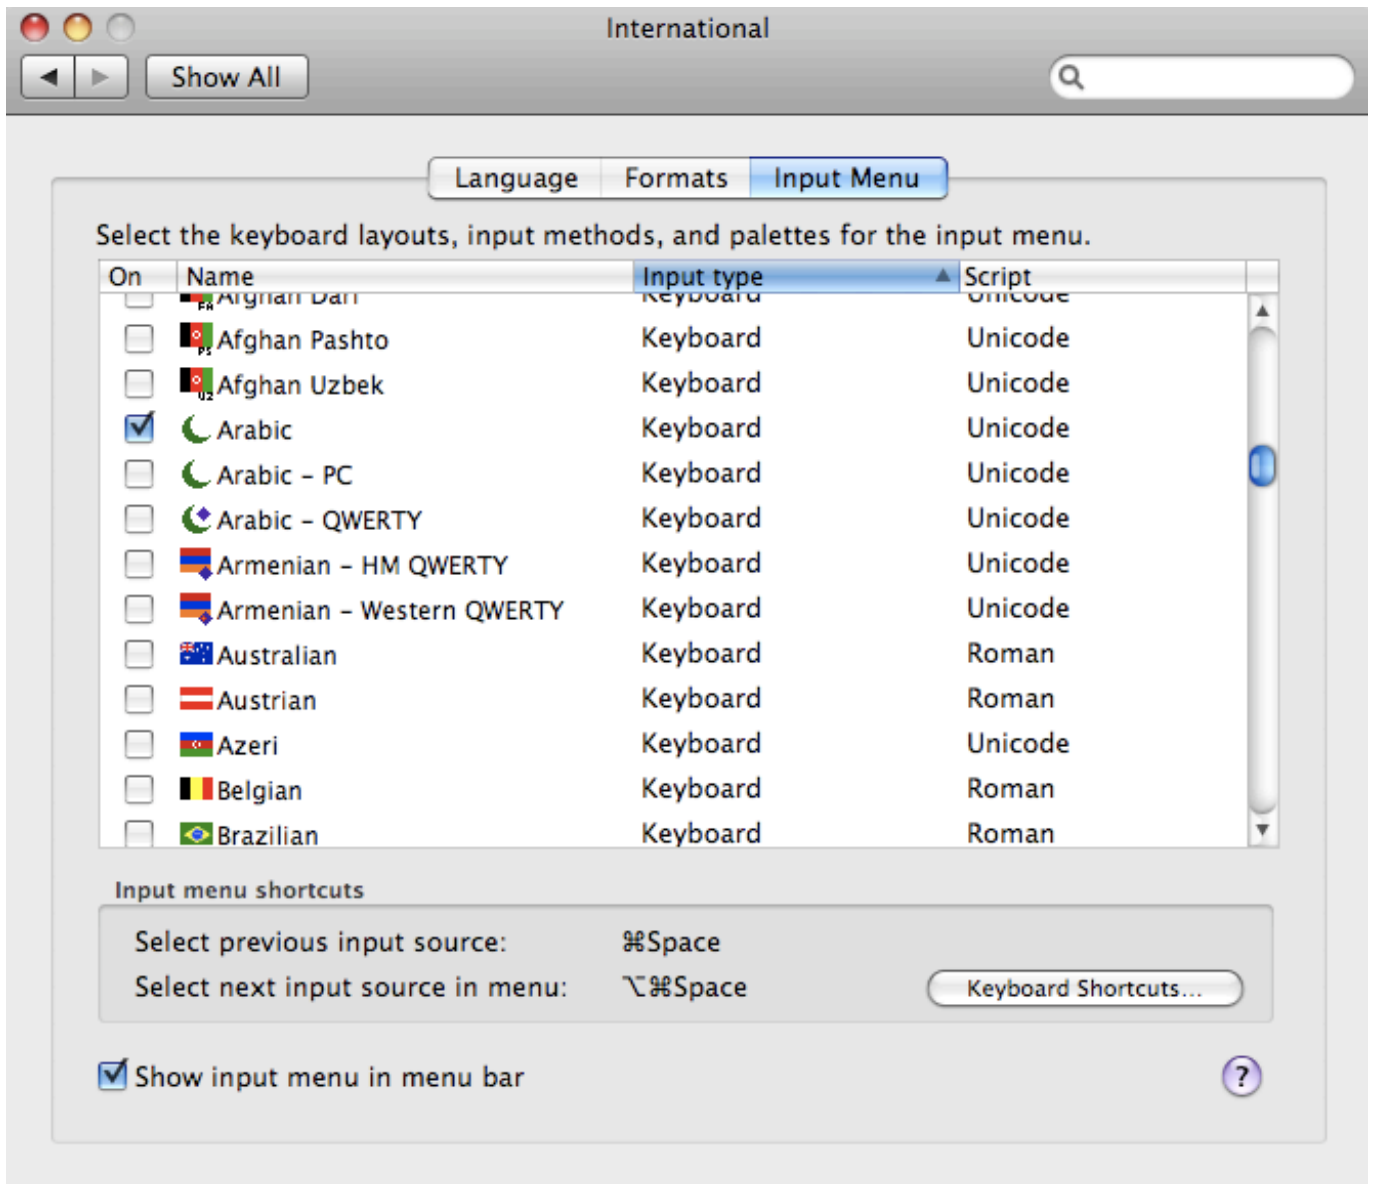 International
Show All
Language Formats Input Menu
Select the keyboard layouts, input methods, and palettes for the input menu.
On Name Input type Script
Afghan Dari Keyboard Unicode
Afghan Pashto Keyboard Unicode
Afghan Uzbek Keyboard Unicode
Arabic Keyboard Unicode
Arabic – PC Keyboard Unicode
Arabic – QWERTY Keyboard Unicode
Armenian – HM QWERTY Keyboard Unicode
Armenian – Western QWERTY Keyboard Unicode
Australian Keyboard Roman
Austrian Keyboard Roman
Azeri Keyboard Unicode
Belgian Keyboard Roman
Brazilian Keyboard Roman
Input menu shortcuts
Select previous input source: ⌘Space
Select next input source in menu: ⌥⌘Space Keyboard Shortcuts...
Show input menu in menu bar ?